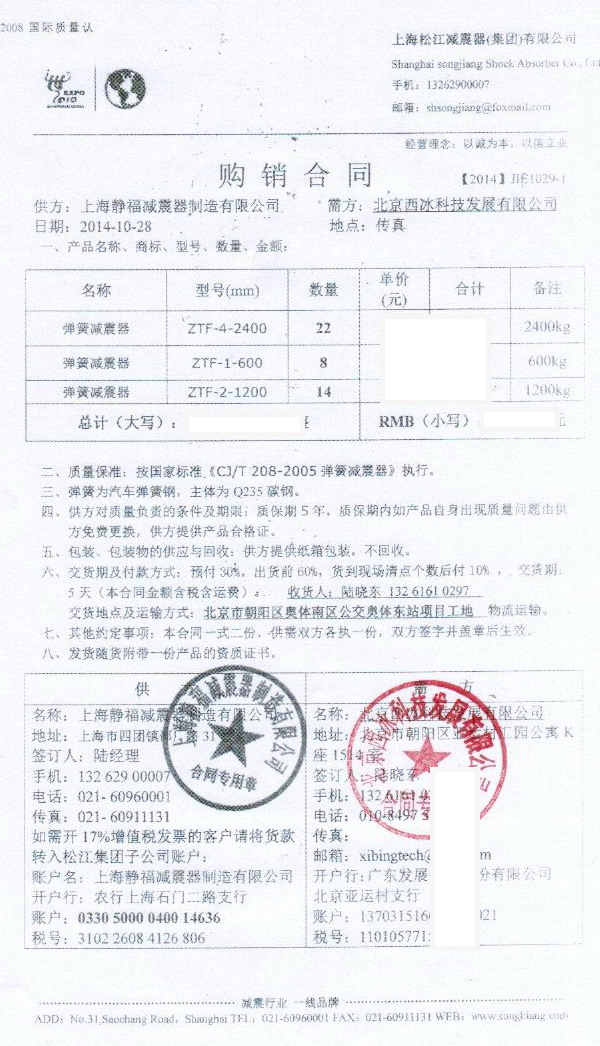 2008 国际质量认
上海松江减震器(集团)有限公司
Shanghai songjiang Shock Absorber Co., Ltd
手机：13262900007
邮箱：shsongjiang@foxmail.com
EXPO
2010
SHANGHAI CHINA
经营理念：以诚为本，以信立业
购销合同
【2014】JJF1029-1
供方：上海静福减震器制造有限公司 需方：北京西冰科技发展有限公司
日期：2014-10-28 地点：传真
一、产品名称、商标、型号、数量、金额：
名称 型号(mm) 数量 单价(元) 合计 备注
弹簧减震器 ZTF-4-2400 22 2400kg
弹簧减震器 ZTF-1-600 8 600kg
弹簧减震器 ZTF-2-1200 14 1200kg
总计（大写）： RMB（小写）： 元
二、质量保准：按国家标准《CJ/T 208-2005 弹簧减震器》执行。
三、弹簧为汽车弹簧钢，主体为 Q235 碳钢。
四、供方对质量负责的条件及期限：质保期 5 年，质保期内如产品自身出现质量问题由供
方免费更换，供方提供产品合格证。
五、包装、包装物的供应与回收：供方提供纸箱包装，不回收。
六、交货期及付款方式：预付 30%，出货前 60%，货到现场清点个数后付 10%，交货期：
5 天（本合同金额含税含运费）。 收货人：陆晓东 132 6161 0297
交货地点及运输方式：北京市朝阳区奥体南区公交奥体东站项目工地 物流运输。
七、其他约定事项：本合同一式二份，供需双方各执一份，双方签字并盖章后生效。
八、发货随货附带一份产品的资质证书。
供
名称：上海静福减震器制造有限公司
地址：上海市四团镇
签订人：陆经理
手机：132 629 00007
电话：021- 60960001
传真：021- 60911131
如需开 17%增值税发票的客户请将货款
转入松江集团子公司账户：
账户名：上海静福减震器制造有限公司
开户行：农行上海石门二路支行
账户：0330 5000 0400 14636
税号：3102 2608 4126 806
上海静福减震器制造有限公司
合同专用章
需 方
名称：北京西冰科技发展有限公司
地址：北京市朝阳区亚运村汇园公寓 K
座 1514
签订人：陆晓东
手机：132 6161
电话：010-8497 5
传真：
邮箱：xibingtech@ m
开户行：广东发展 份有限公司
北京亚运村支行
账户：137031516 021
税号：11010577
北京西冰科技发展有限公司
减震行业 一线品牌
ADD：No.31,Saochang Road，Shanghai TEL：021-60960001 FAX：021-60911131 WEB：www.songjiang.com